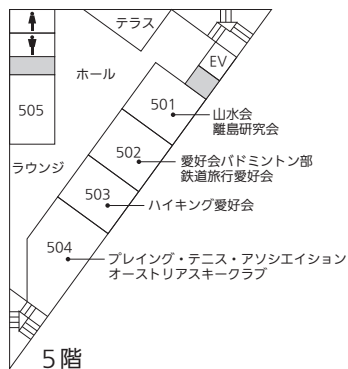 テラス
EV
ホール
501
山水会
離島研究会
505
502
愛好会バドミントン部
鉄道旅行愛好会
ラウンジ
503
ハイキング愛好会
504
プレイング・テニス・アソシエイション
オーストリアスキークラブ
5階